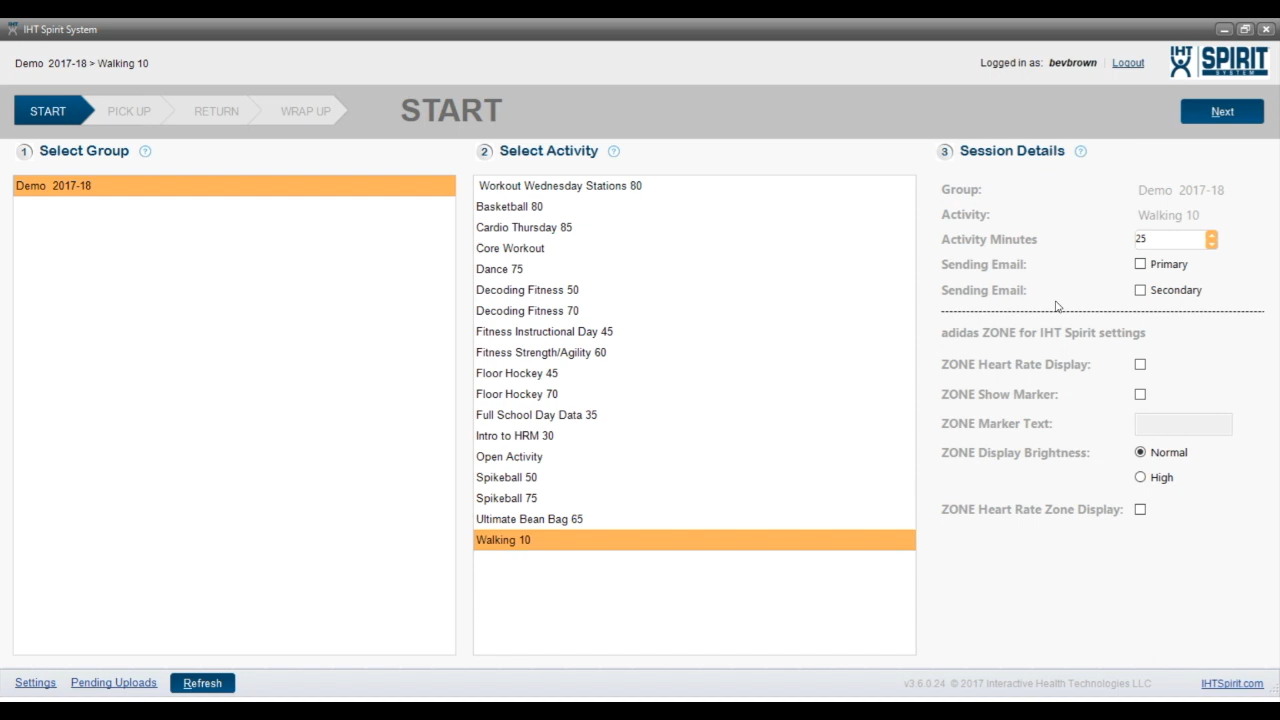 IHT Spirit System
Demo 2017-18 > Walking 10
Logged in as: bevbrown | Logout
IHT SPIRIT SYSTEM
START
PICK UP
RETURN
WRAP UP
START
Next
1 Select Group ?
Demo 2017-18
2 Select Activity ?
Workout Wednesday Stations 80
Basketball 80
Cardio Thursday 85
Core Workout
Dance 75
Decoding Fitness 50
Decoding Fitness 70
Fitness Instructional Day 45
Fitness Strength/Agility 60
Floor Hockey 45
Floor Hockey 70
Full School Day Data 35
Intro to HRM 30
Open Activity
Spikeball 50
Spikeball 75
Ultimate Bean Bag 65
Walking 10
3 Session Details ?
Group: Demo 2017-18
Activity: Walking 10
Activity Minutes 25
Sending Email: Primary
Sending Email: Secondary
adidas ZONE for IHT Spirit settings
ZONE Heart Rate Display:
ZONE Show Marker:
ZONE Marker Text:
ZONE Display Brightness: Normal
High
ZONE Heart Rate Zone Display:
Settings Pending Uploads Refresh
v3.6.0.24 © 2017 Interactive Health Technologies LLC
IHTSpirit.com